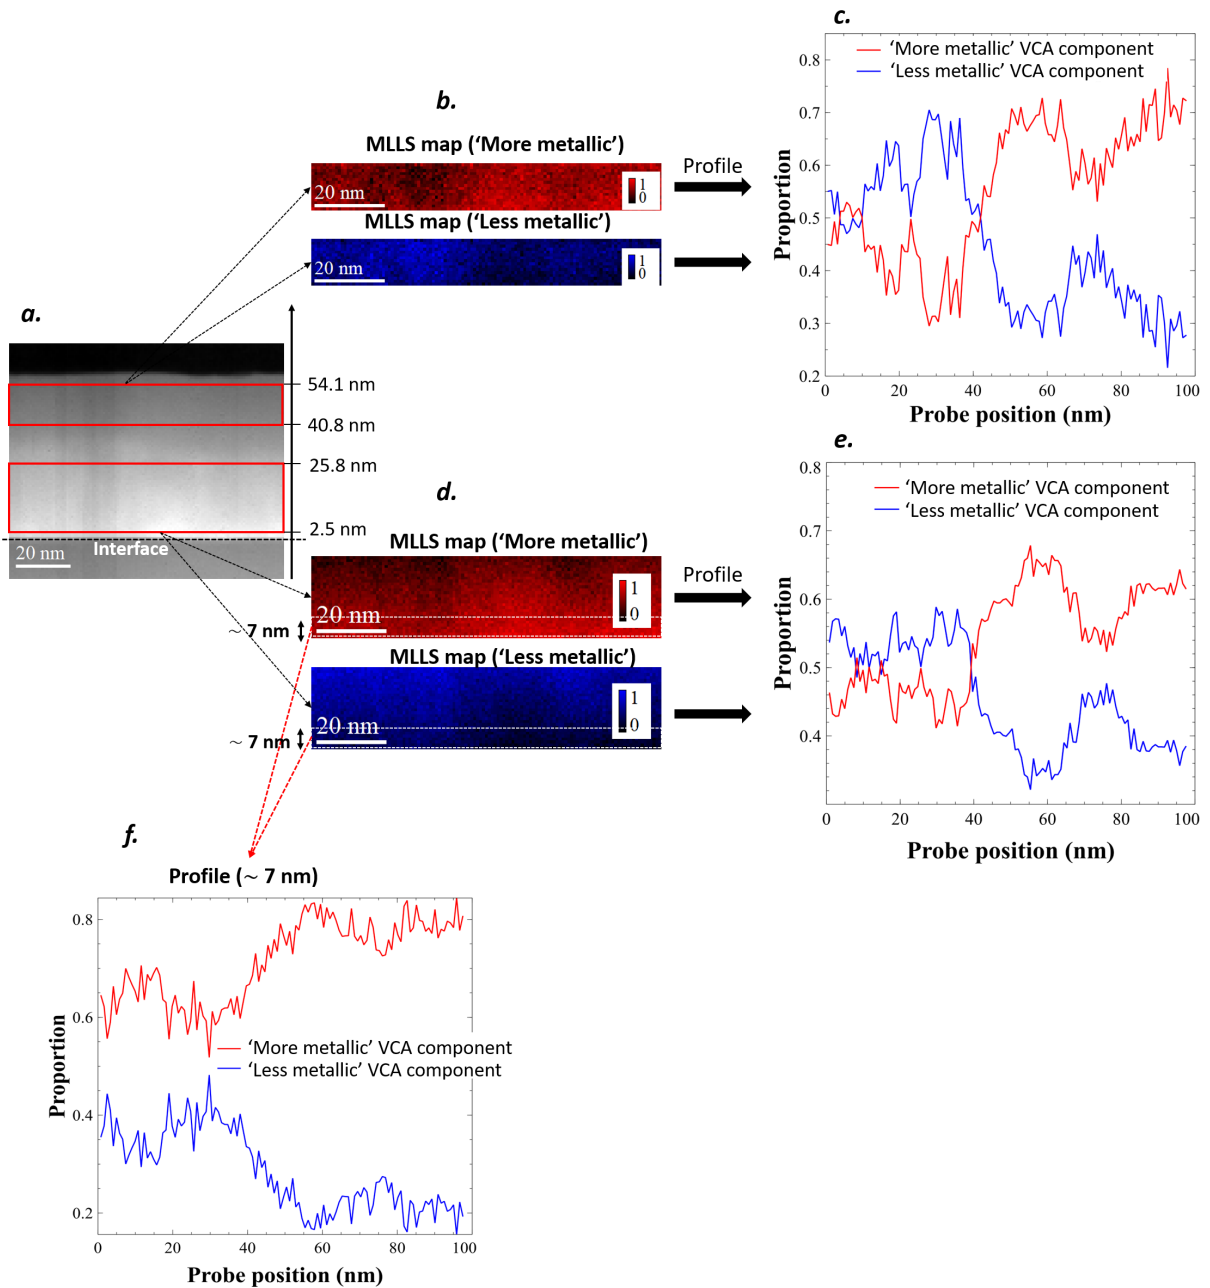 a.
54.1 nm
40.8 nm
25.8 nm
2.5 nm
Interface
20 nm
b.
MLLS map (‘More metallic’)
20 nm
1
0
MLLS map (‘Less metallic’)
20 nm
1
0
Profile
c.
‘More metallic’ VCA component
‘Less metallic’ VCA component
0.8
0.7
0.6
0.5
0.4
0.3
0.2
Proportion
0 20 40 60 80 100
Probe position (nm)
d.
MLLS map (‘More metallic’)
20 nm
1
0
~ 7 nm
MLLS map (‘Less metallic’)
20 nm
1
0
~ 7 nm
Profile
e.
‘More metallic’ VCA component
‘Less metallic’ VCA component
0.8
0.7
0.6
0.5
0.4
Proportion
0 20 40 60 80 100
Probe position (nm)
f.
Profile (~ 7 nm)
0.8
0.6
0.4
0.2
Proportion
‘More metallic’ VCA component
‘Less metallic’ VCA component
0 20 40 60 80 100
Probe position (nm)